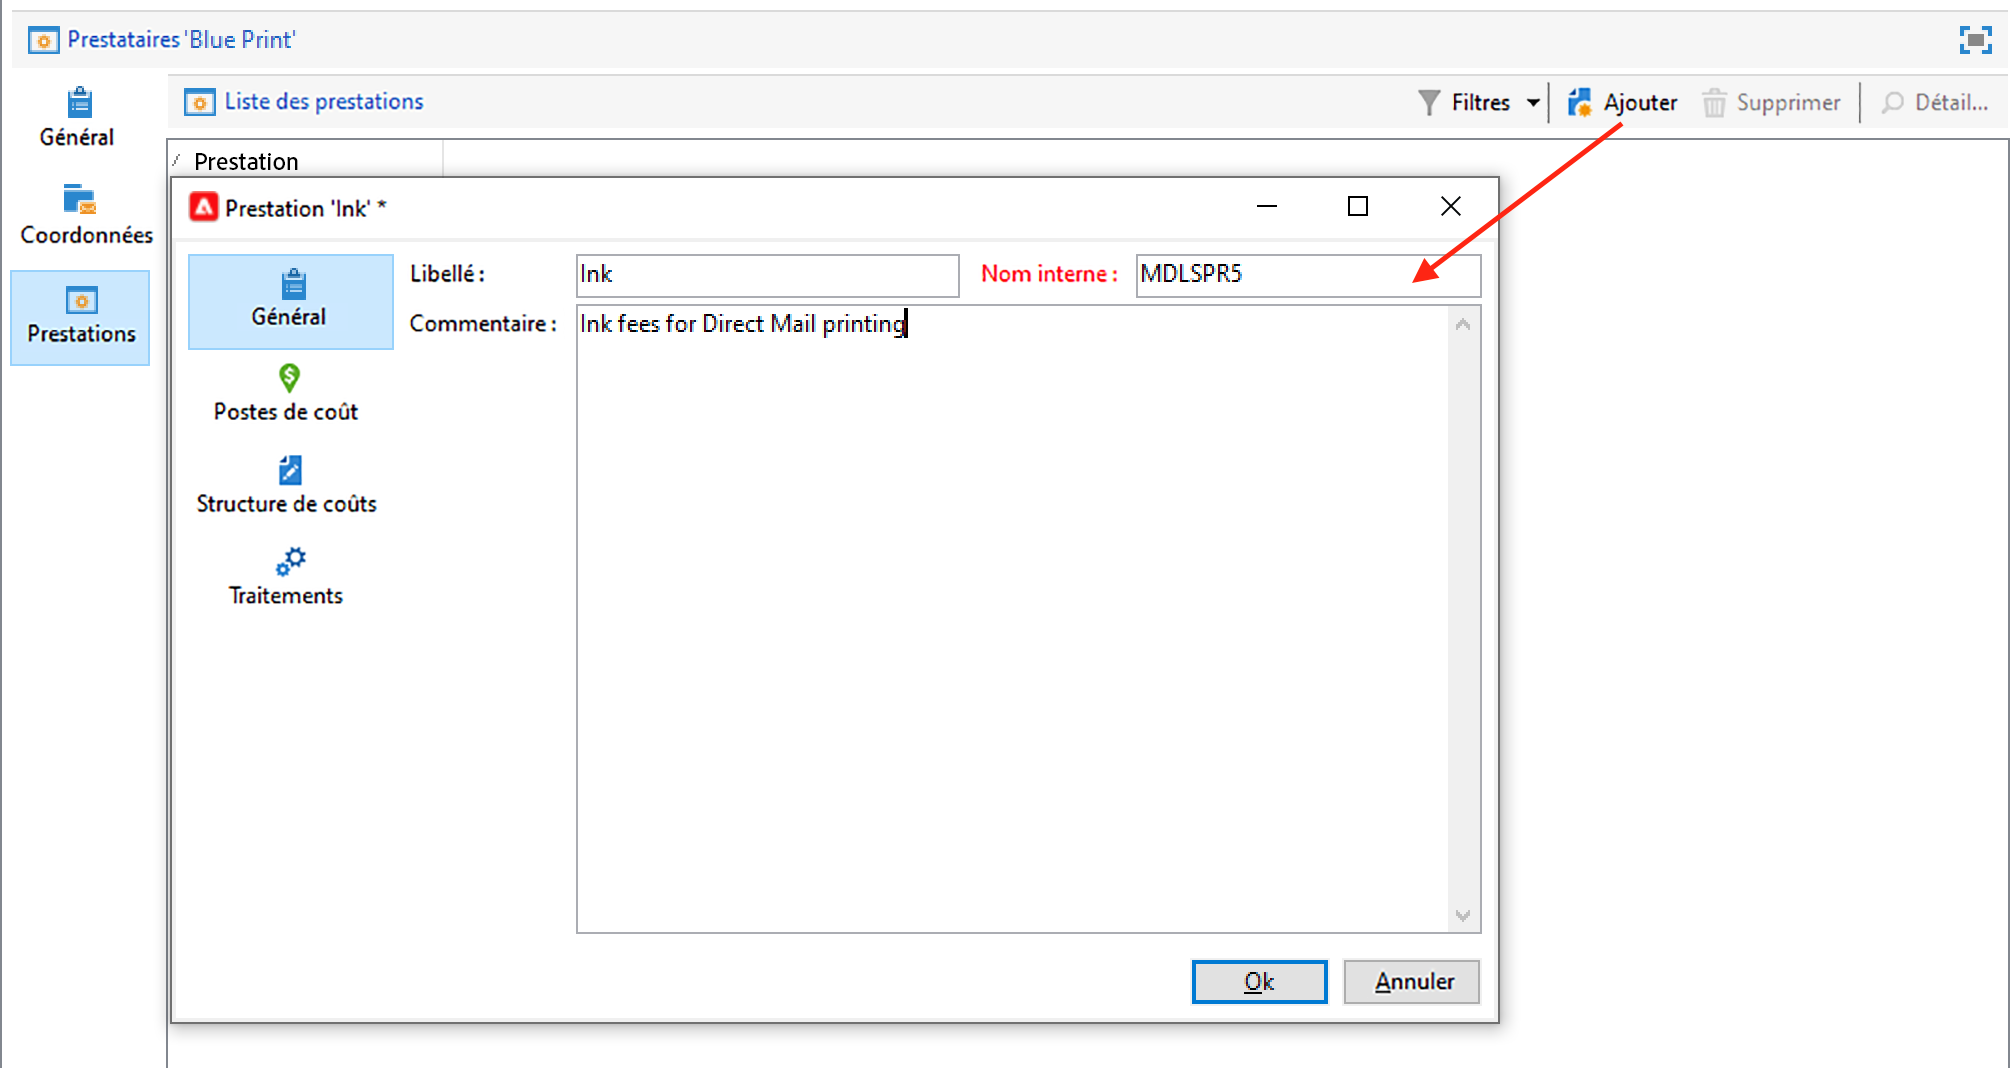 Prestataires 'Blue Print'
Général
Coordonnées
Prestations
Liste des prestations
Filtres
Ajouter
Supprimer
Détail...
Prestation
Prestation 'Ink' *
Général
Postes de coût
Structure de coûts
Traitements
Libellé : Ink
Nom interne : MDLSPR5
Commentaire : Ink fees for Direct Mail printing
Ok
Annuler